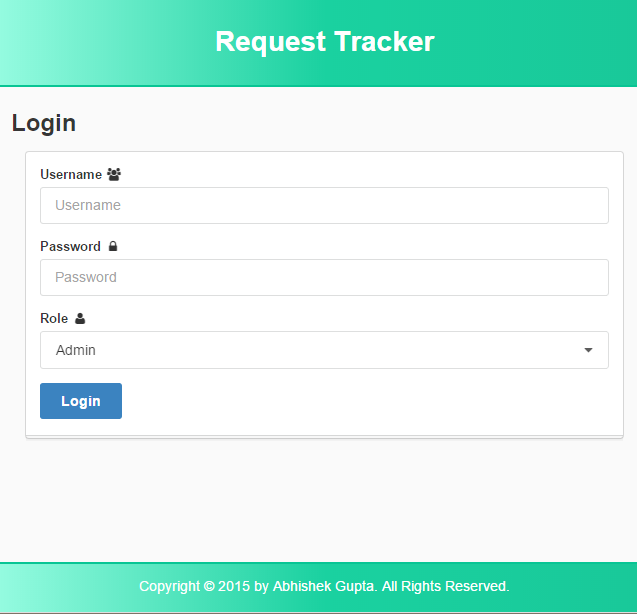 Request Tracker
Login
Username
Username
Password
Password
Role
Admin
Login
Copyright © 2015 by Abhishek Gupta. All Rights Reserved.